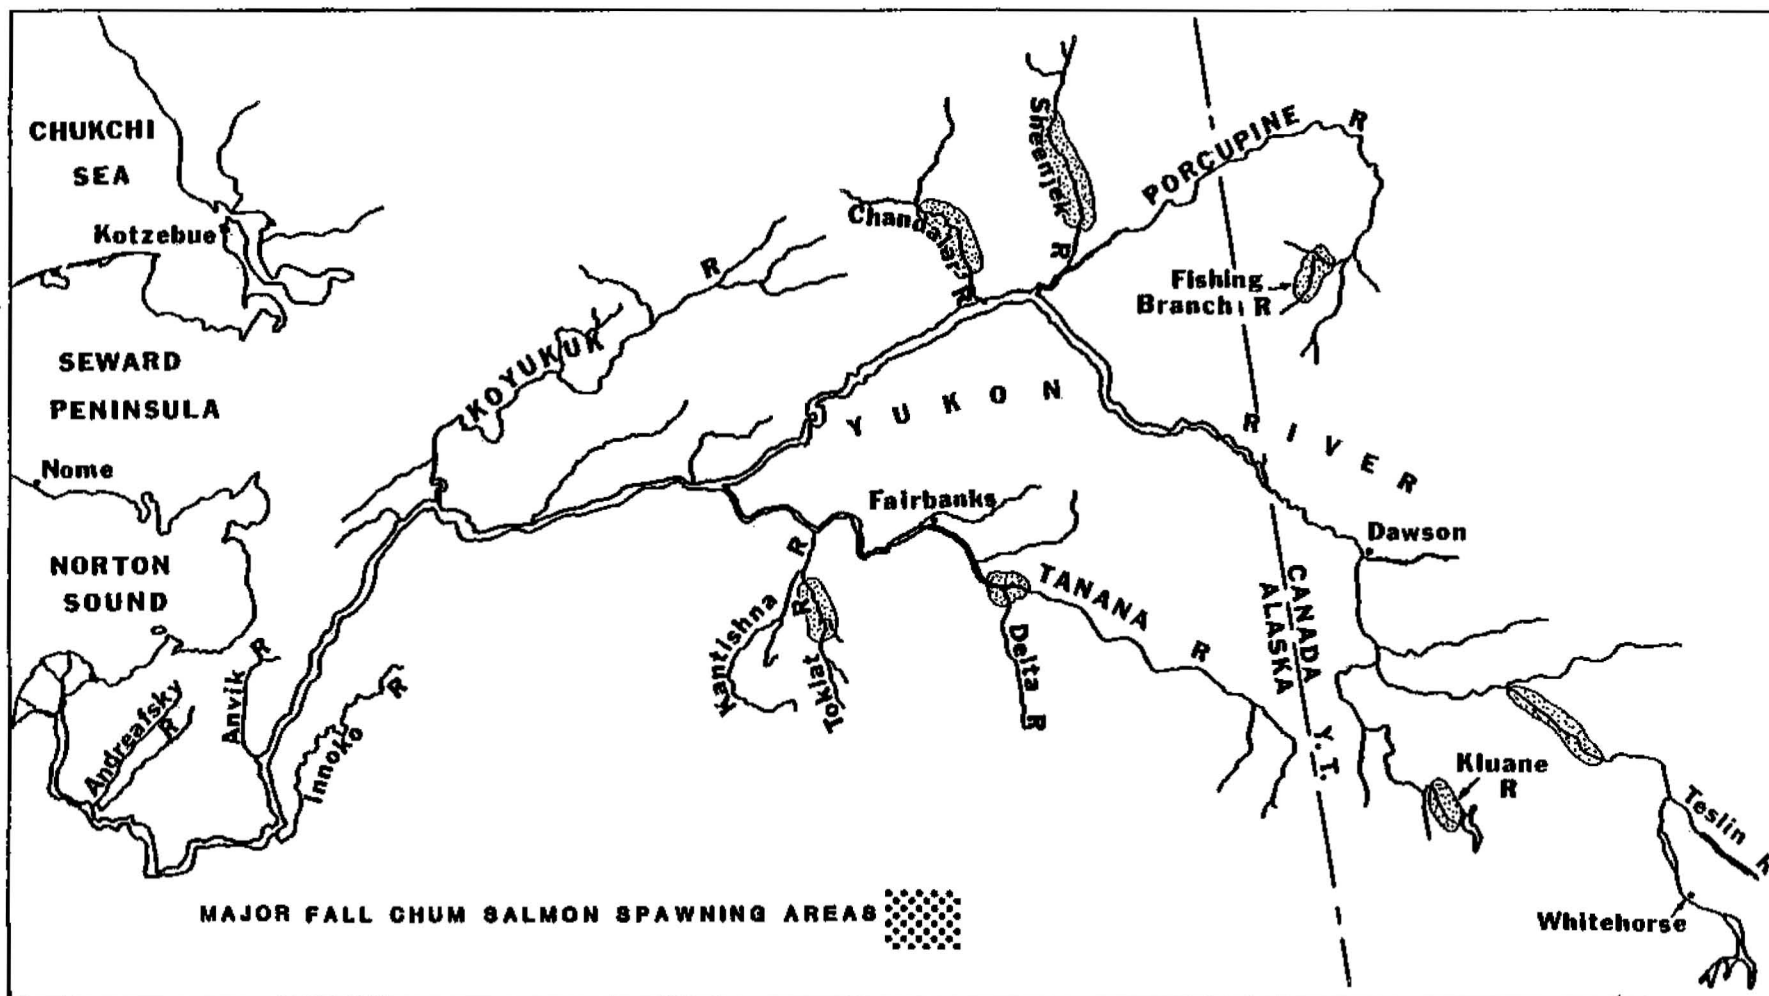 CHUKCHI
SEA
Kotzebue
SEWARD
PENINSULA
Nome
NORTON
SOUND
Andreafsky
R
Anvik
R
Innoko
R
KOYUKUK
R
Chandalar
R
Sheenjek
R
PORCUPINE
R
Fishing
Branch R
YUKON
RIVER
Fairbanks
Kantishna
R
Toklat
R
Delta
R
TANANA
R
Dawson
CANADA
ALASKA
Y.T.
Kluane
R
Teslin R
Whitehorse
MAJOR FALL CHUM SALMON SPAWNING AREAS